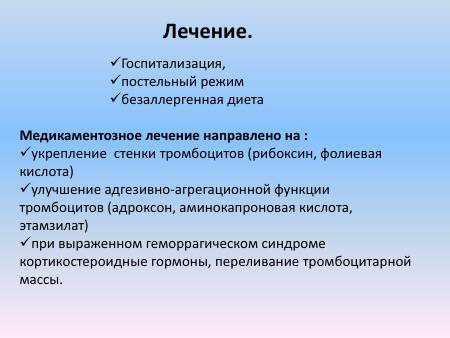 Лечение.
✓Госпитализация,
✓постельный режим
✓безаллергенная диета
Медикаментозное лечение направлено на :
✓укрепление  стенки тромбоцитов (рибоксин, фолиевая
кислота)
✓улучшение адгезивно-агрегационной функции
тромбоцитов (адроксон, аминокапроновая кислота,
этамзилат)
✓при выраженном геморрагическом синдроме
кортикостероидные гормоны, переливание тромбоцитарной
массы.